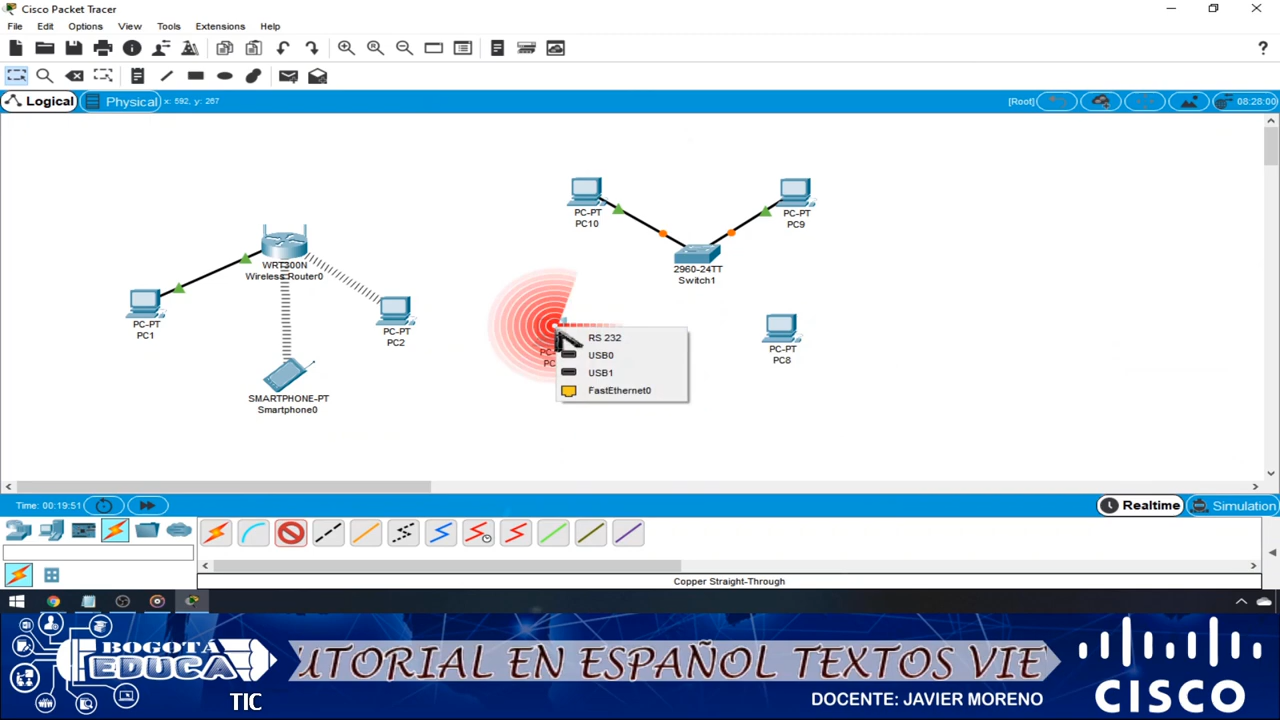 Cisco Packet Tracer
File Edit Options View Tools Extensions Help
Logical Physical x: 592, y: 267 [Root] 08:28:00
PC-PT
PC10
PC-PT
PC9
2960-24TT
Switch1
WRT300N
Wireless Router0
PC-PT
PC1
PC-PT
PC2
SMARTPHONE-PT
Smartphone0
PC-PT
PC8
RS 232
USB0
USB1
FastEthernet0
Time: 00:19:51
Realtime Simulation
Copper Straight-Through
BOGOTÁ
EDUCA
TIC
UTORIAL EN ESPAÑOL TEXTOS VIE
DOCENTE: JAVIER MORENO
CISCO